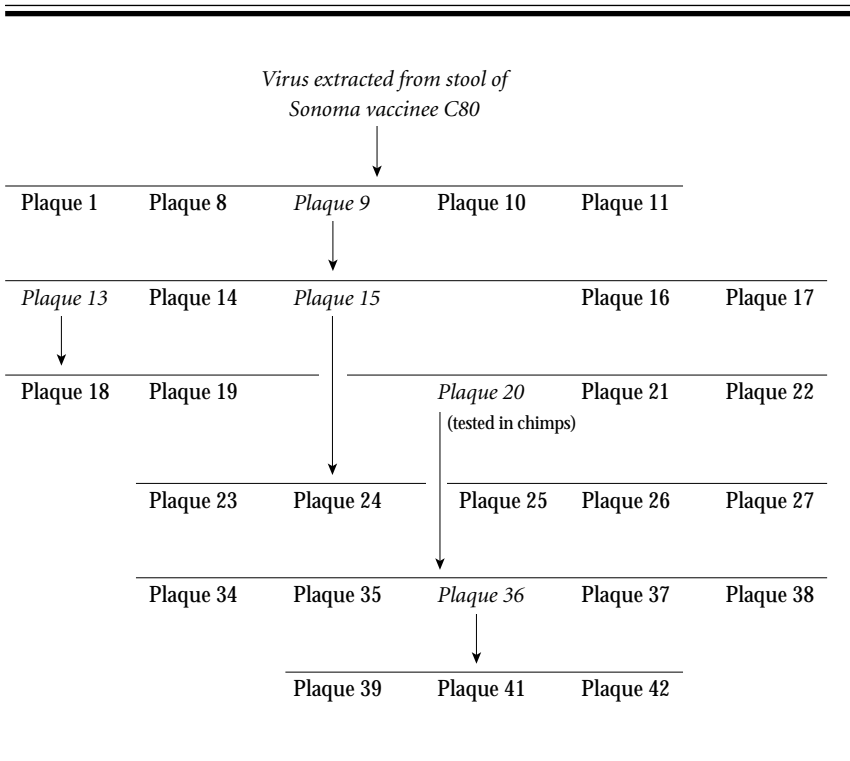 Virus extracted from stool of
Sonoma vaccinee C80
Plaque 1 Plaque 8 Plaque 9 Plaque 10 Plaque 11
Plaque 13 Plaque 14 Plaque 15 Plaque 16 Plaque 17
Plaque 18 Plaque 19 Plaque 20 Plaque 21 Plaque 22
(tested in chimps)
Plaque 23 Plaque 24 Plaque 25 Plaque 26 Plaque 27
Plaque 34 Plaque 35 Plaque 36 Plaque 37 Plaque 38
Plaque 39 Plaque 41 Plaque 42